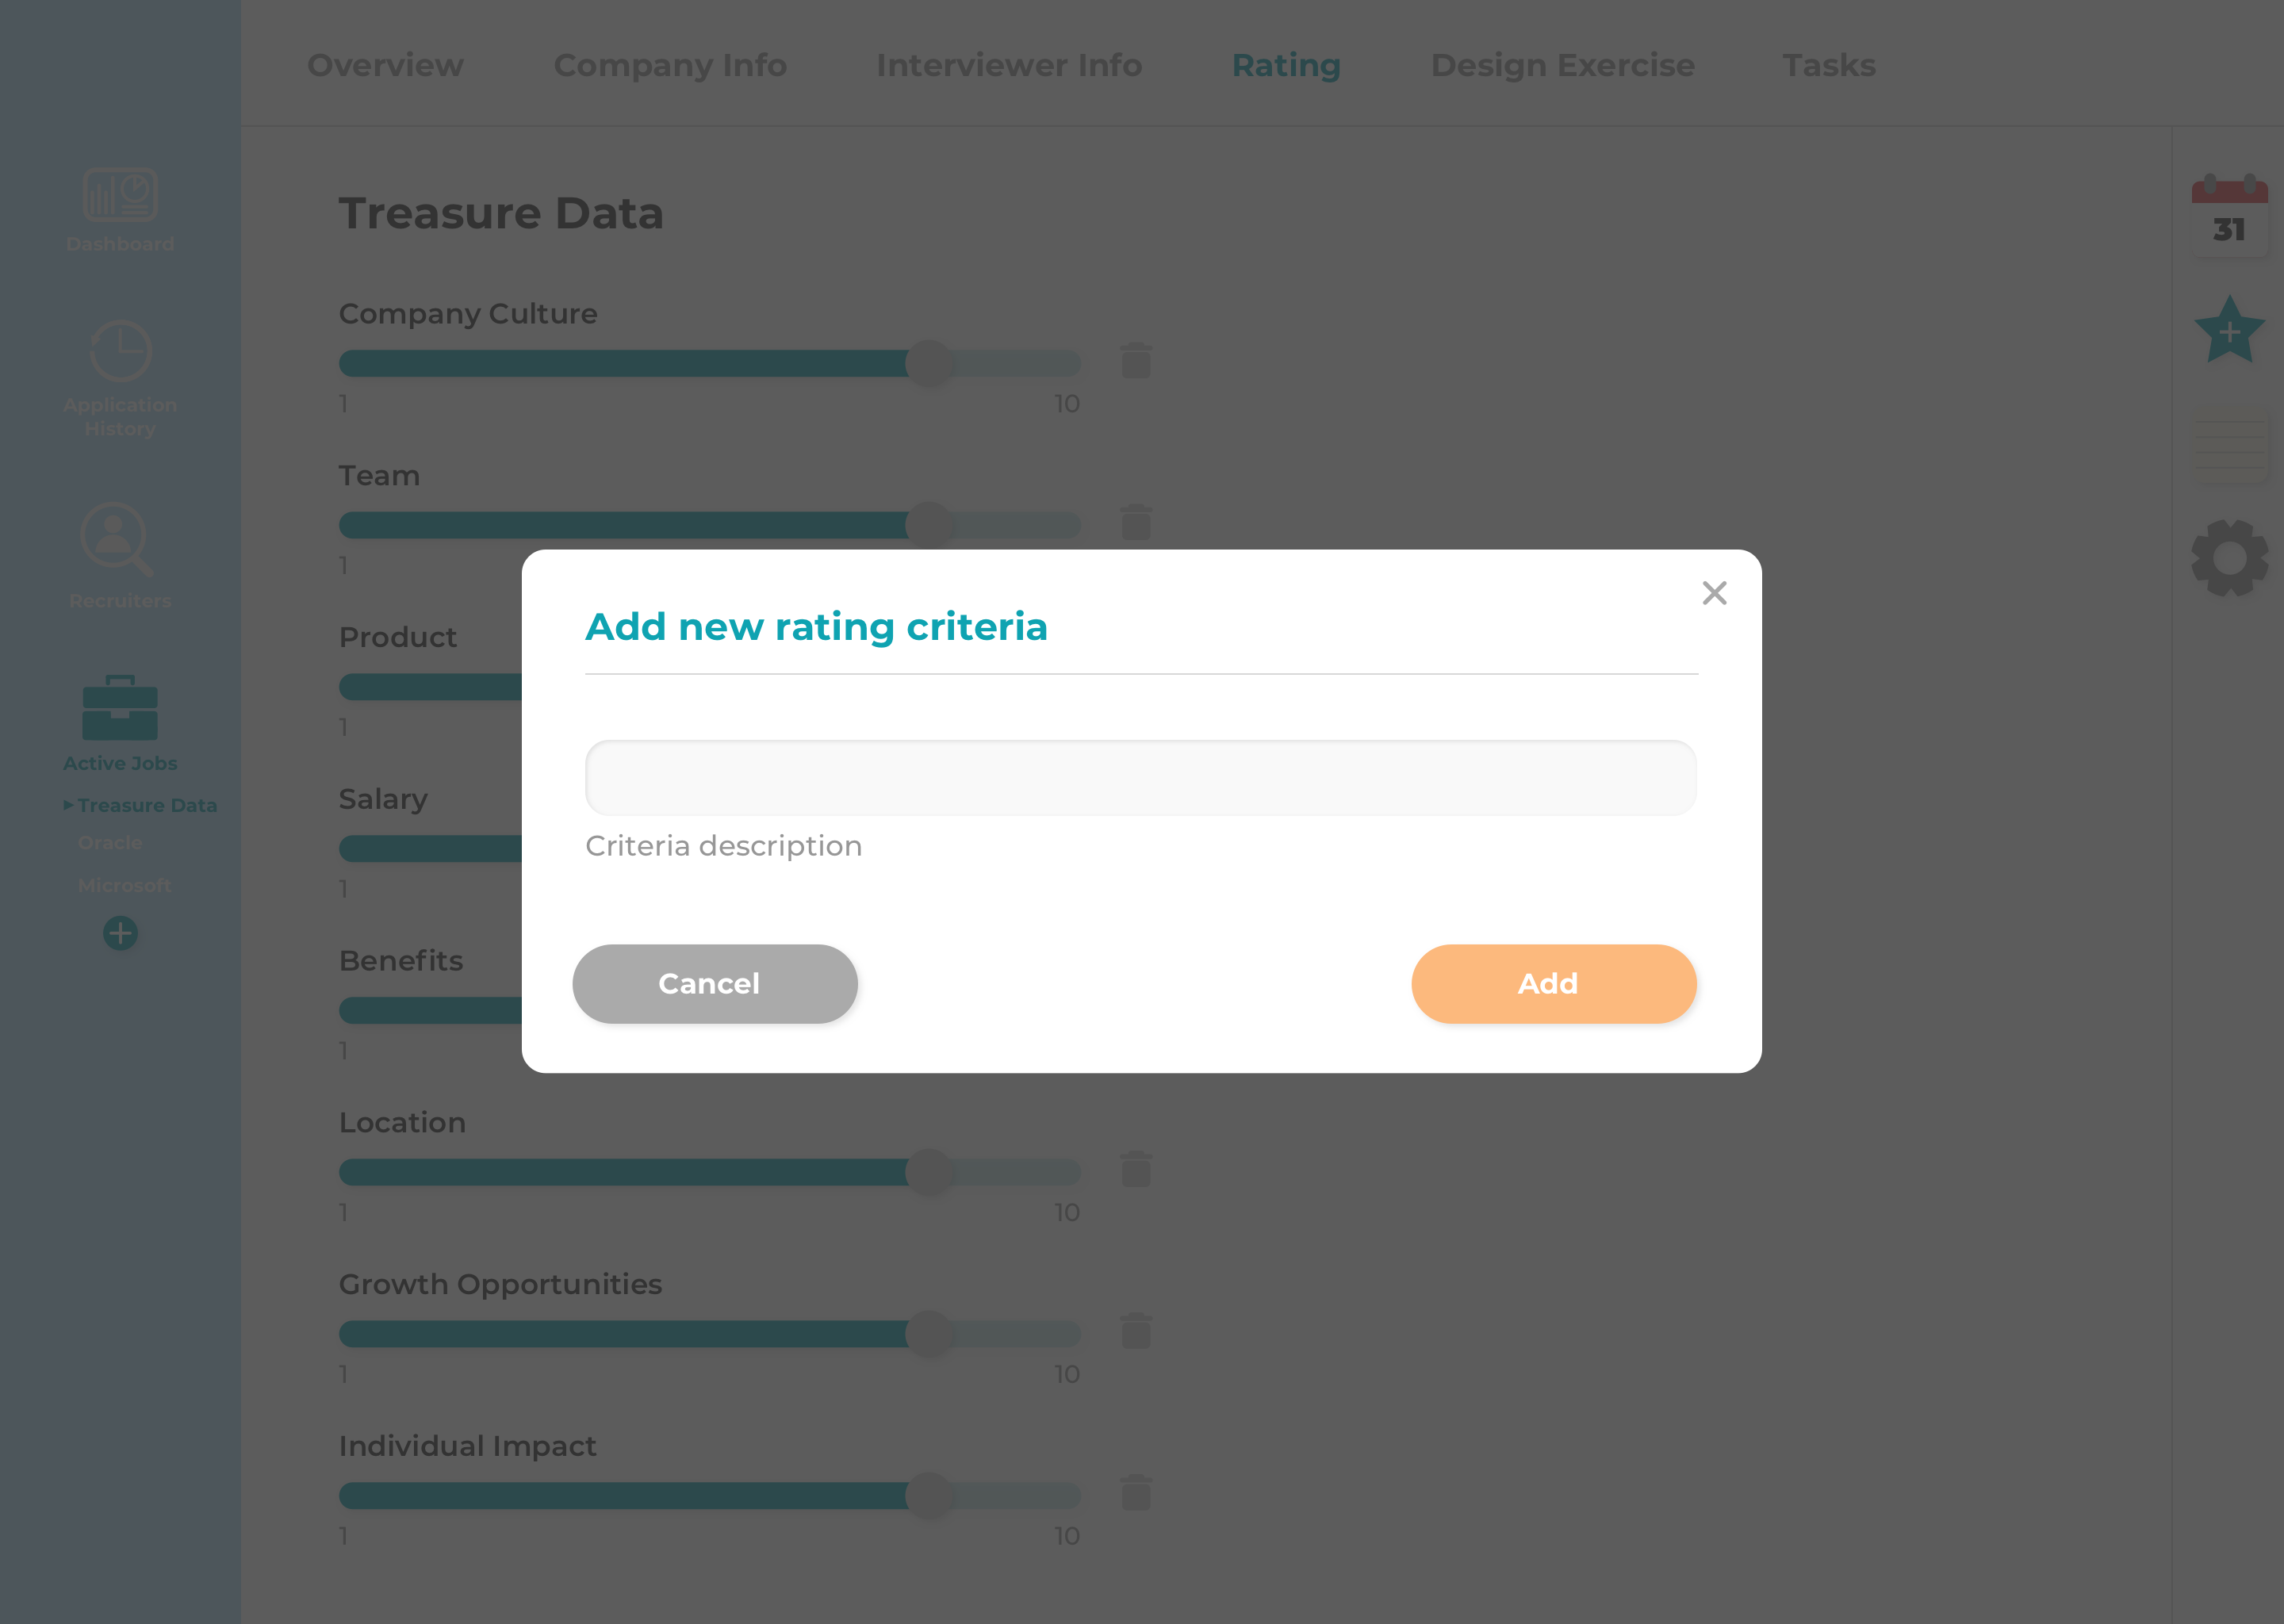 Overview
Company Info
Interviewer Info
Rating
Design Exercise
Tasks
Dashboard
Application
History
Recruiters
Active Jobs
Treasure Data
Oracle
Microsoft
Treasure Data
Company Culture
1
10
Team
1
Product
1
Salary
1
Benefits
1
Location
1
10
Growth Opportunities
1
10
Individual Impact
1
10
Add new rating criteria
Criteria description
Cancel
Add
31